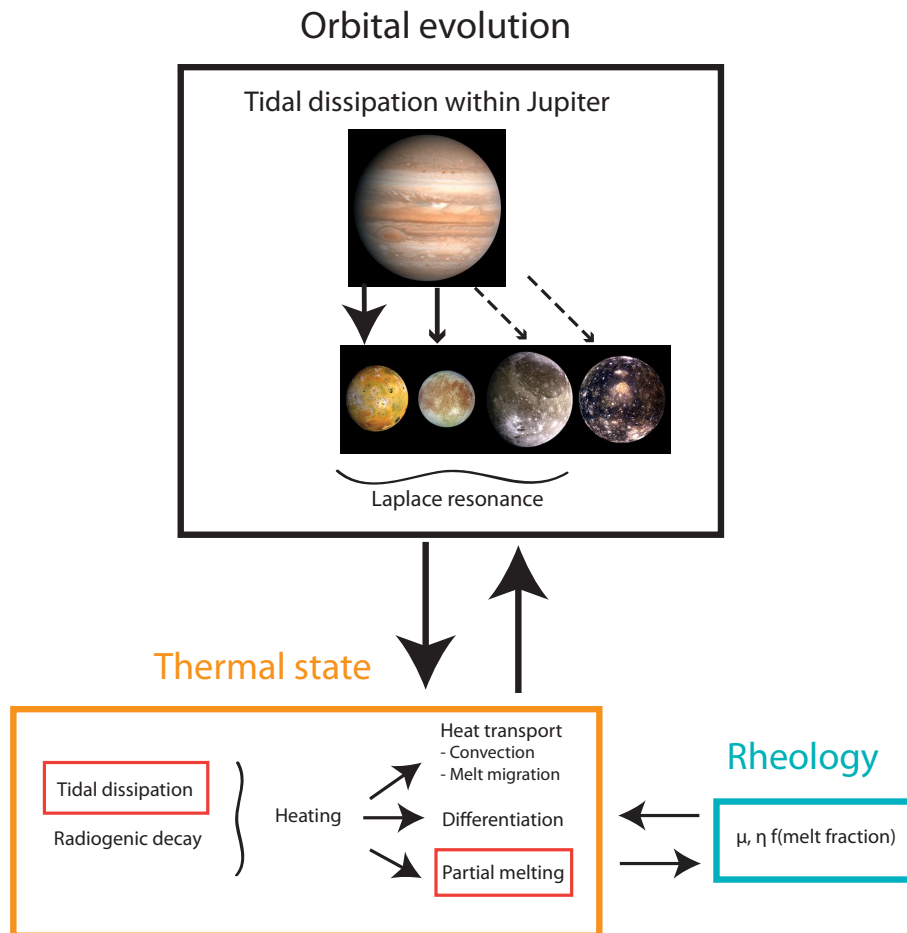 Orbital evolution
Tidal dissipation within Jupiter
Laplace resonance
Thermal state
Tidal dissipation
Radiogenic decay
Heating
Heat transport
- Convection
- Melt migration
Differentiation
Partial melting
Rheology
μ, η f(melt fraction)